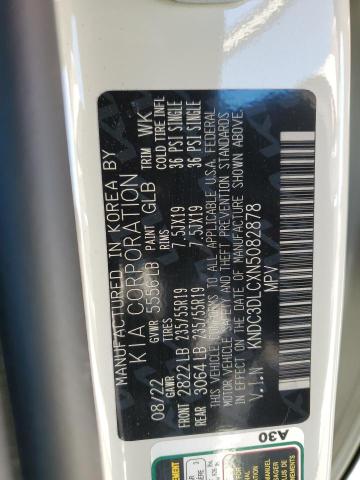 MANUFACTURED IN KOREA BY
KIA CORPORATION
08/22 GVWR 5556 LB GLB TRIM WK
GAWR COLD TIRE INFL
FRONT 2822 LB 235/55R19 7.5JX19 36 PSI SINGLE
REAR 3064 LB 235/55R19 7.5JX19 36 PSI SINGLE
THIS VEHICLE CONFORMS TO ALL APPLICABLE U.S.A. FEDERAL
MOTOR VEHICLE SAFETY AND THEFT PREVENTION STANDARDS
IN EFFECT ON THE DATE OF MANUFACTURE SHOWN ABOVE.
V.I.N KNDC3DLCXN5082878
MPV
A30